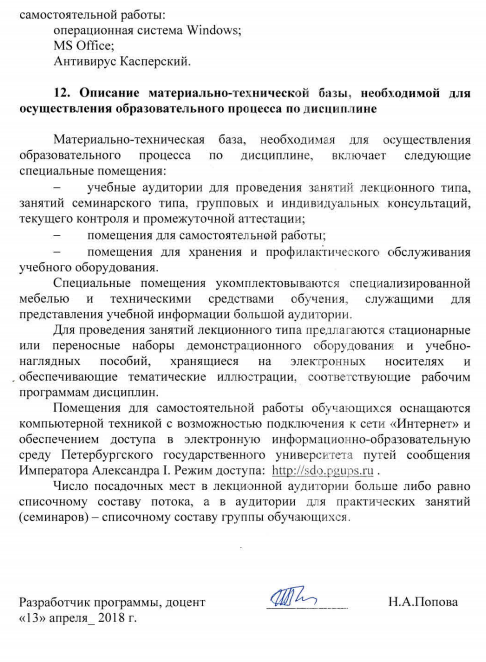 самостоятельной работы:
операционная система Windows;
MS Office;
Антивирус Касперский.
12. Описание материально-технической базы, необходимой для
осуществления образовательного процесса по дисциплине
Материально-техническая база, необходимая для осуществления
образовательного процесса по дисциплине, включает следующие
специальные помещения:
– учебные аудитории для проведения занятий лекционного типа,
занятий семинарского типа, групповых и индивидуальных консультаций,
текущего контроля и промежуточной аттестации;
– помещения для самостоятельной работы;
– помещения для хранения и профилактического обслуживания
учебного оборудования.
Специальные помещения укомплектовываются специализированной
мебелью и техническими средствами обучения, служащими для
представления учебной информации большой аудитории.
Для проведения занятий лекционного типа предлагаются стационарные
или переносные наборы демонстрационного оборудования и учебно-
наглядных пособий, хранящиеся на электронных носителях и
обеспечивающие тематические иллюстрации, соответствующие рабочим
программам дисциплин.
Помещения для самостоятельной работы обучающихся оснащаются
компьютерной техникой с возможностью подключения к сети «Интернет» и
обеспечением доступа в электронную информационно-образовательную
среду Петербургского государственного университета путей сообщения
Императора Александра I. Режим доступа: http://sdo.pgups.ru .
Число посадочных мест в лекционной аудитории больше либо равно
списочному составу потока, а в аудитории для практических занятий
(семинаров) – списочному составу группы обучающихся.
Разработчик программы, доцент Н.А.Попова
«13» апреля_ 2018 г.